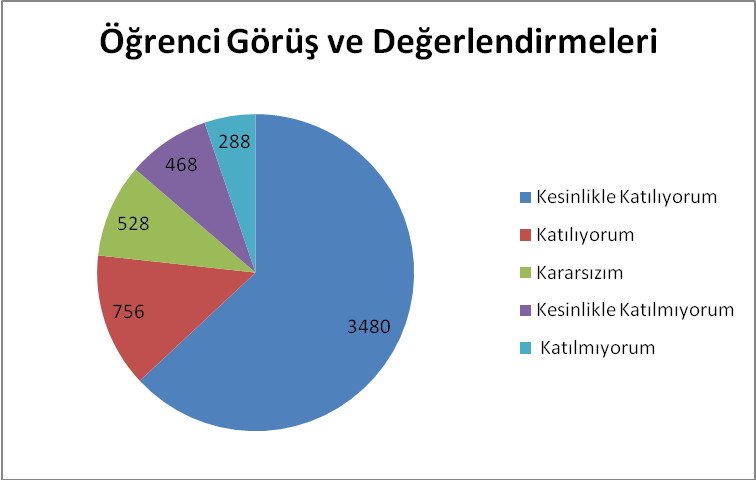 Öğrenci Görüş ve Değerlendirmeleri
288
468
528
756
3480
Kesinlikle Katılıyorum
Katılıyorum
Kararsızım
Kesinlikle Katılmıyorum
Katılmıyorum